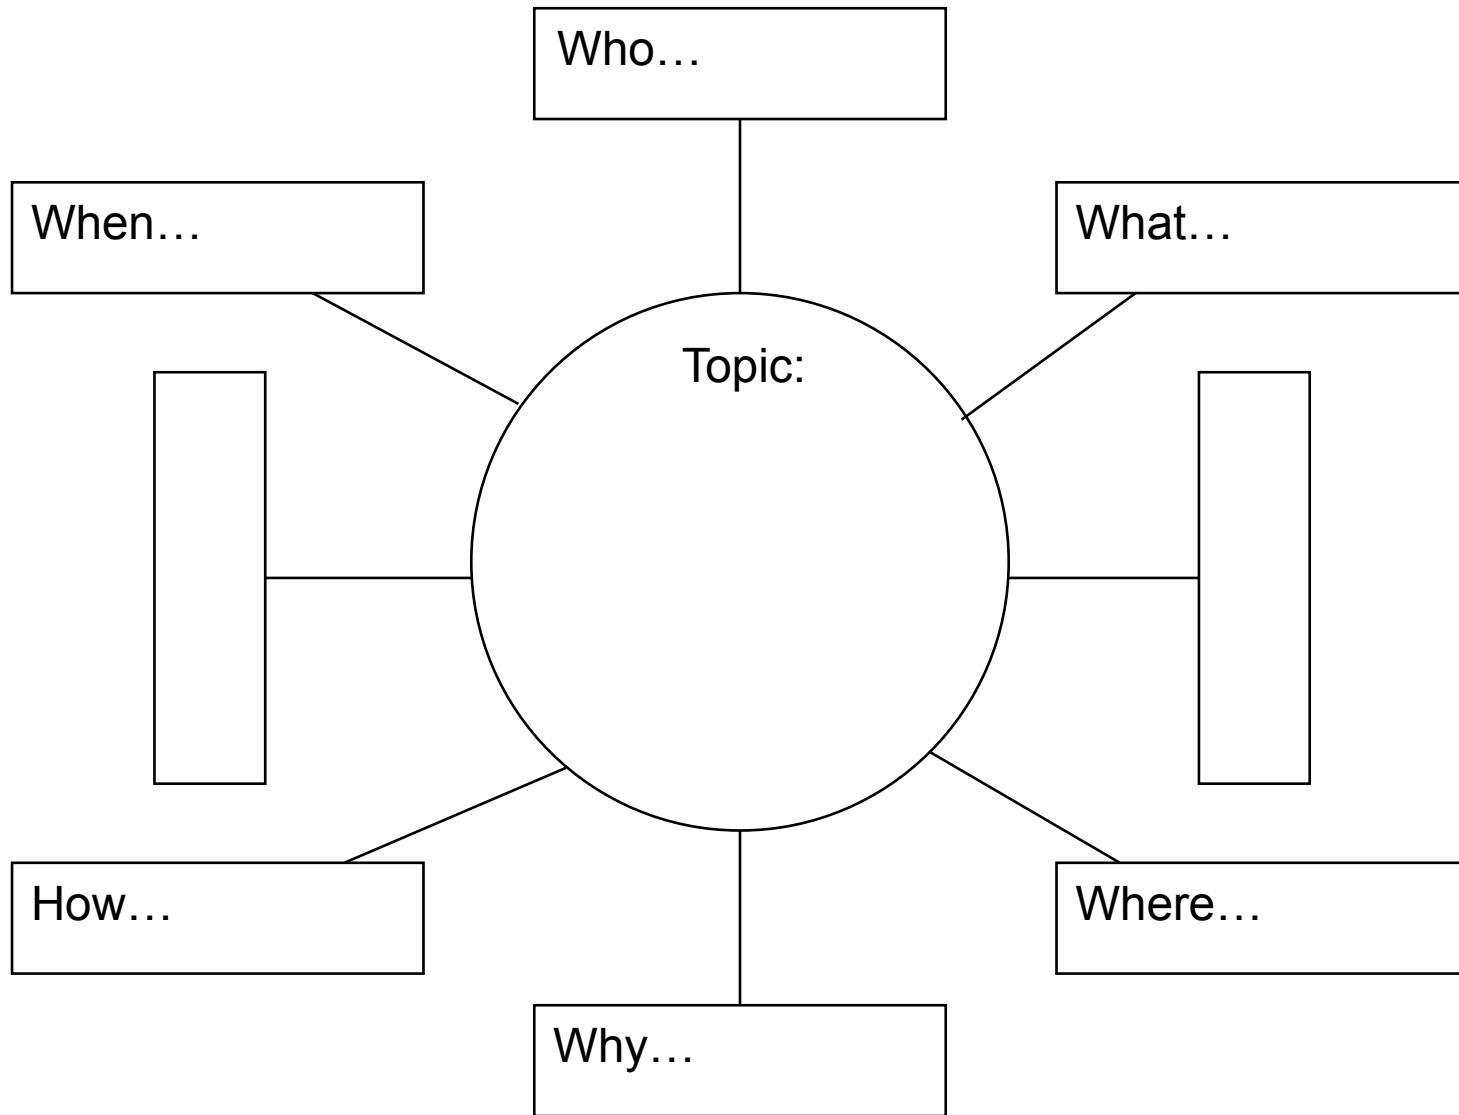 Who…
When…
What…
Topic:
How…
Where…
Why…